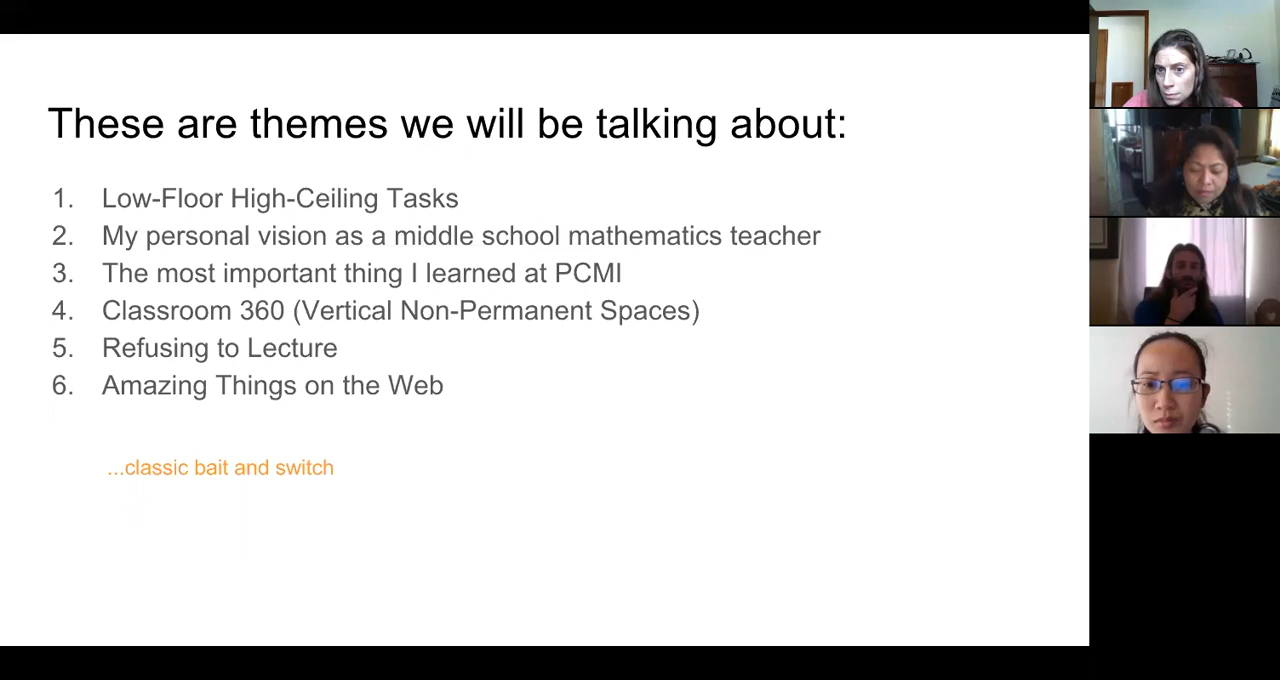 These are themes we will be talking about:
1. Low-Floor High-Ceiling Tasks
2. My personal vision as a middle school mathematics teacher
3. The most important thing I learned at PCMI
4. Classroom 360 (Vertical Non-Permanent Spaces)
5. Refusing to Lecture
6. Amazing Things on the Web
...classic bait and switch